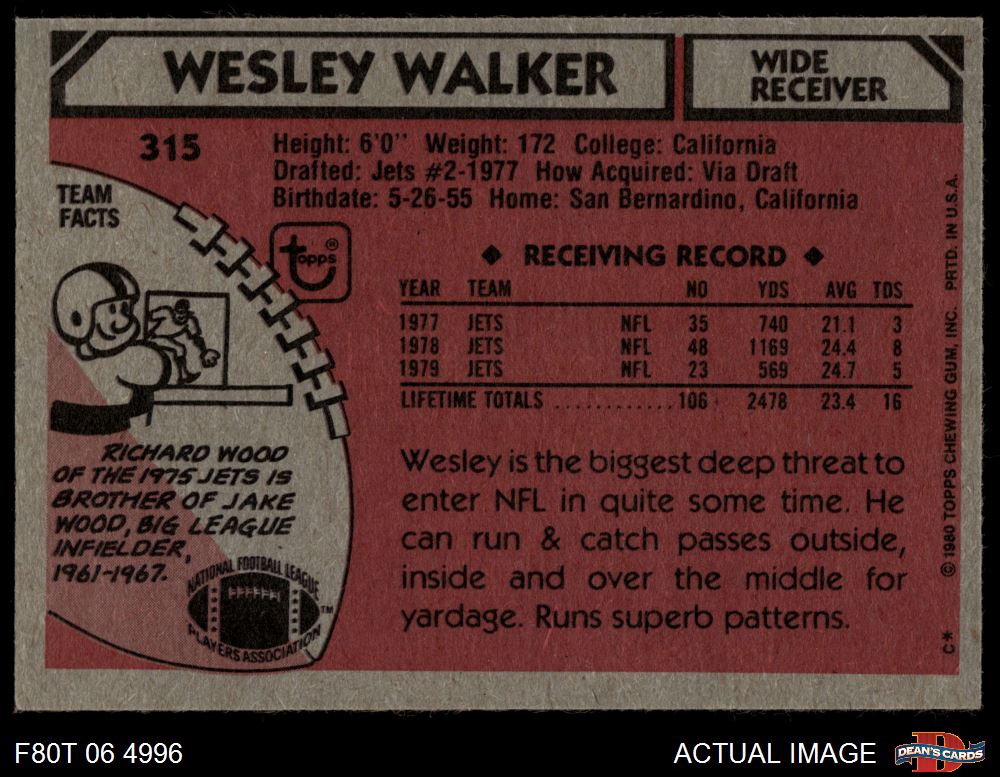 WESLEY WALKER
WIDE
RECEIVER
315
Height: 6'0" Weight: 172 College: California
Drafted: Jets #2-1977 How Acquired: Via Draft
Birthdate: 5-26-55 Home: San Bernardino, California
TEAM
FACTS
topps®
◆ RECEIVING RECORD ◆
YEAR TEAM NO YDS AVG TDS
1977 JETS NFL 35 740 21.1 3
1978 JETS NFL 48 1169 24.4 8
1979 JETS NFL 23 569 24.7 5
LIFETIME TOTALS ............ 106 2478 23.4 16
RICHARD WOOD
OF THE 1975 JETS IS
BROTHER OF JAKE
WOOD, BIG LEAGUE
INFIELDER,
1961-1967.
NATIONAL FOOTBALL LEAGUE
PLAYERS ASSOCIATION
TM
Wesley is the biggest deep threat to
enter NFL in quite some time. He
can run & catch passes outside,
inside and over the middle for
yardage. Runs superb patterns.
C* © 1980 TOPPS CHEWING GUM, INC. PRTD. IN U.S.A.
F80T 06 4996
ACTUAL IMAGE
D
DEAN'S CARDS